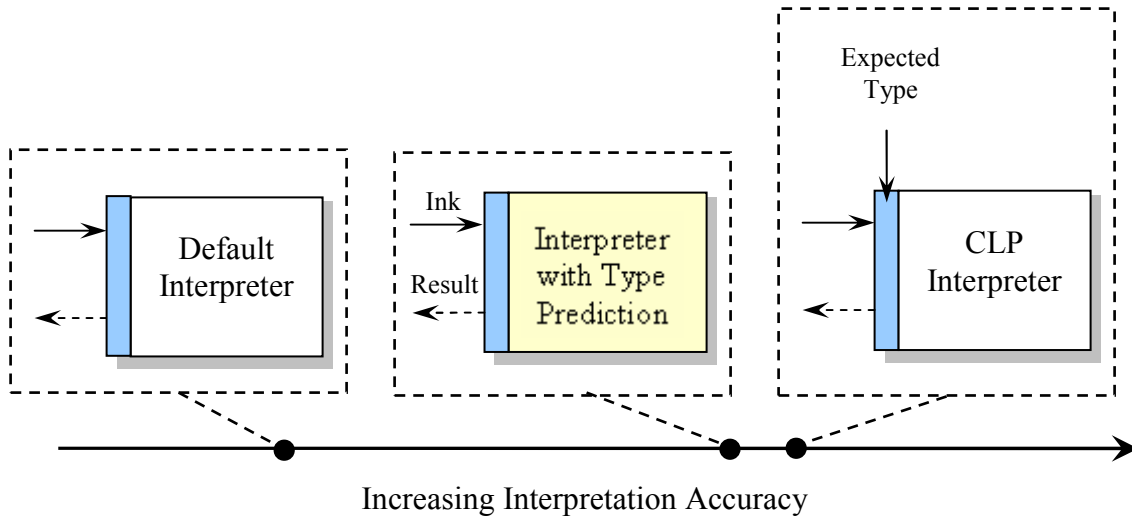 Expected
Type
Default
Interpreter
Ink
Result
Interpreter
with Type
Prediction
CLP
Interpreter
Increasing Interpretation Accuracy